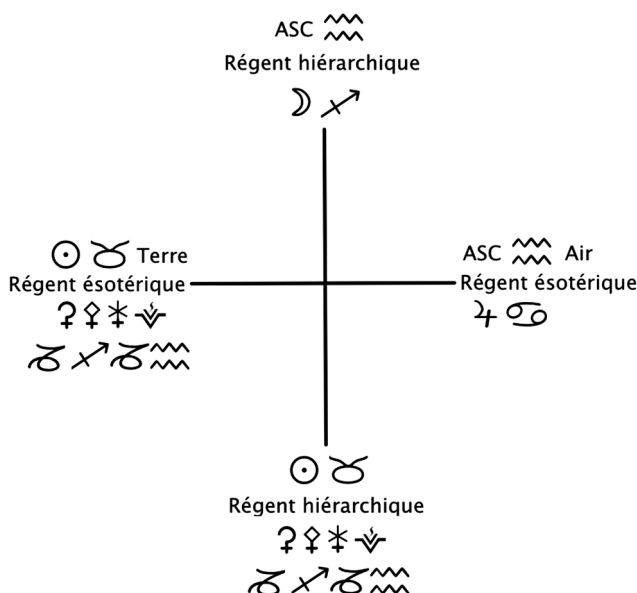 ASC ♒
Régent hiérarchique
☽ ♐
☉ ♉ Terre
Régent ésotérique
⚳ ⚴ ⚵ ⚶
♑ ♐ ♑ ♒
ASC ♒ Air
Régent ésotérique
♃ ♋
☉ ♉
Régent hiérarchique
⚳ ⚴ ⚵ ⚶
♑ ♐ ♑ ♒